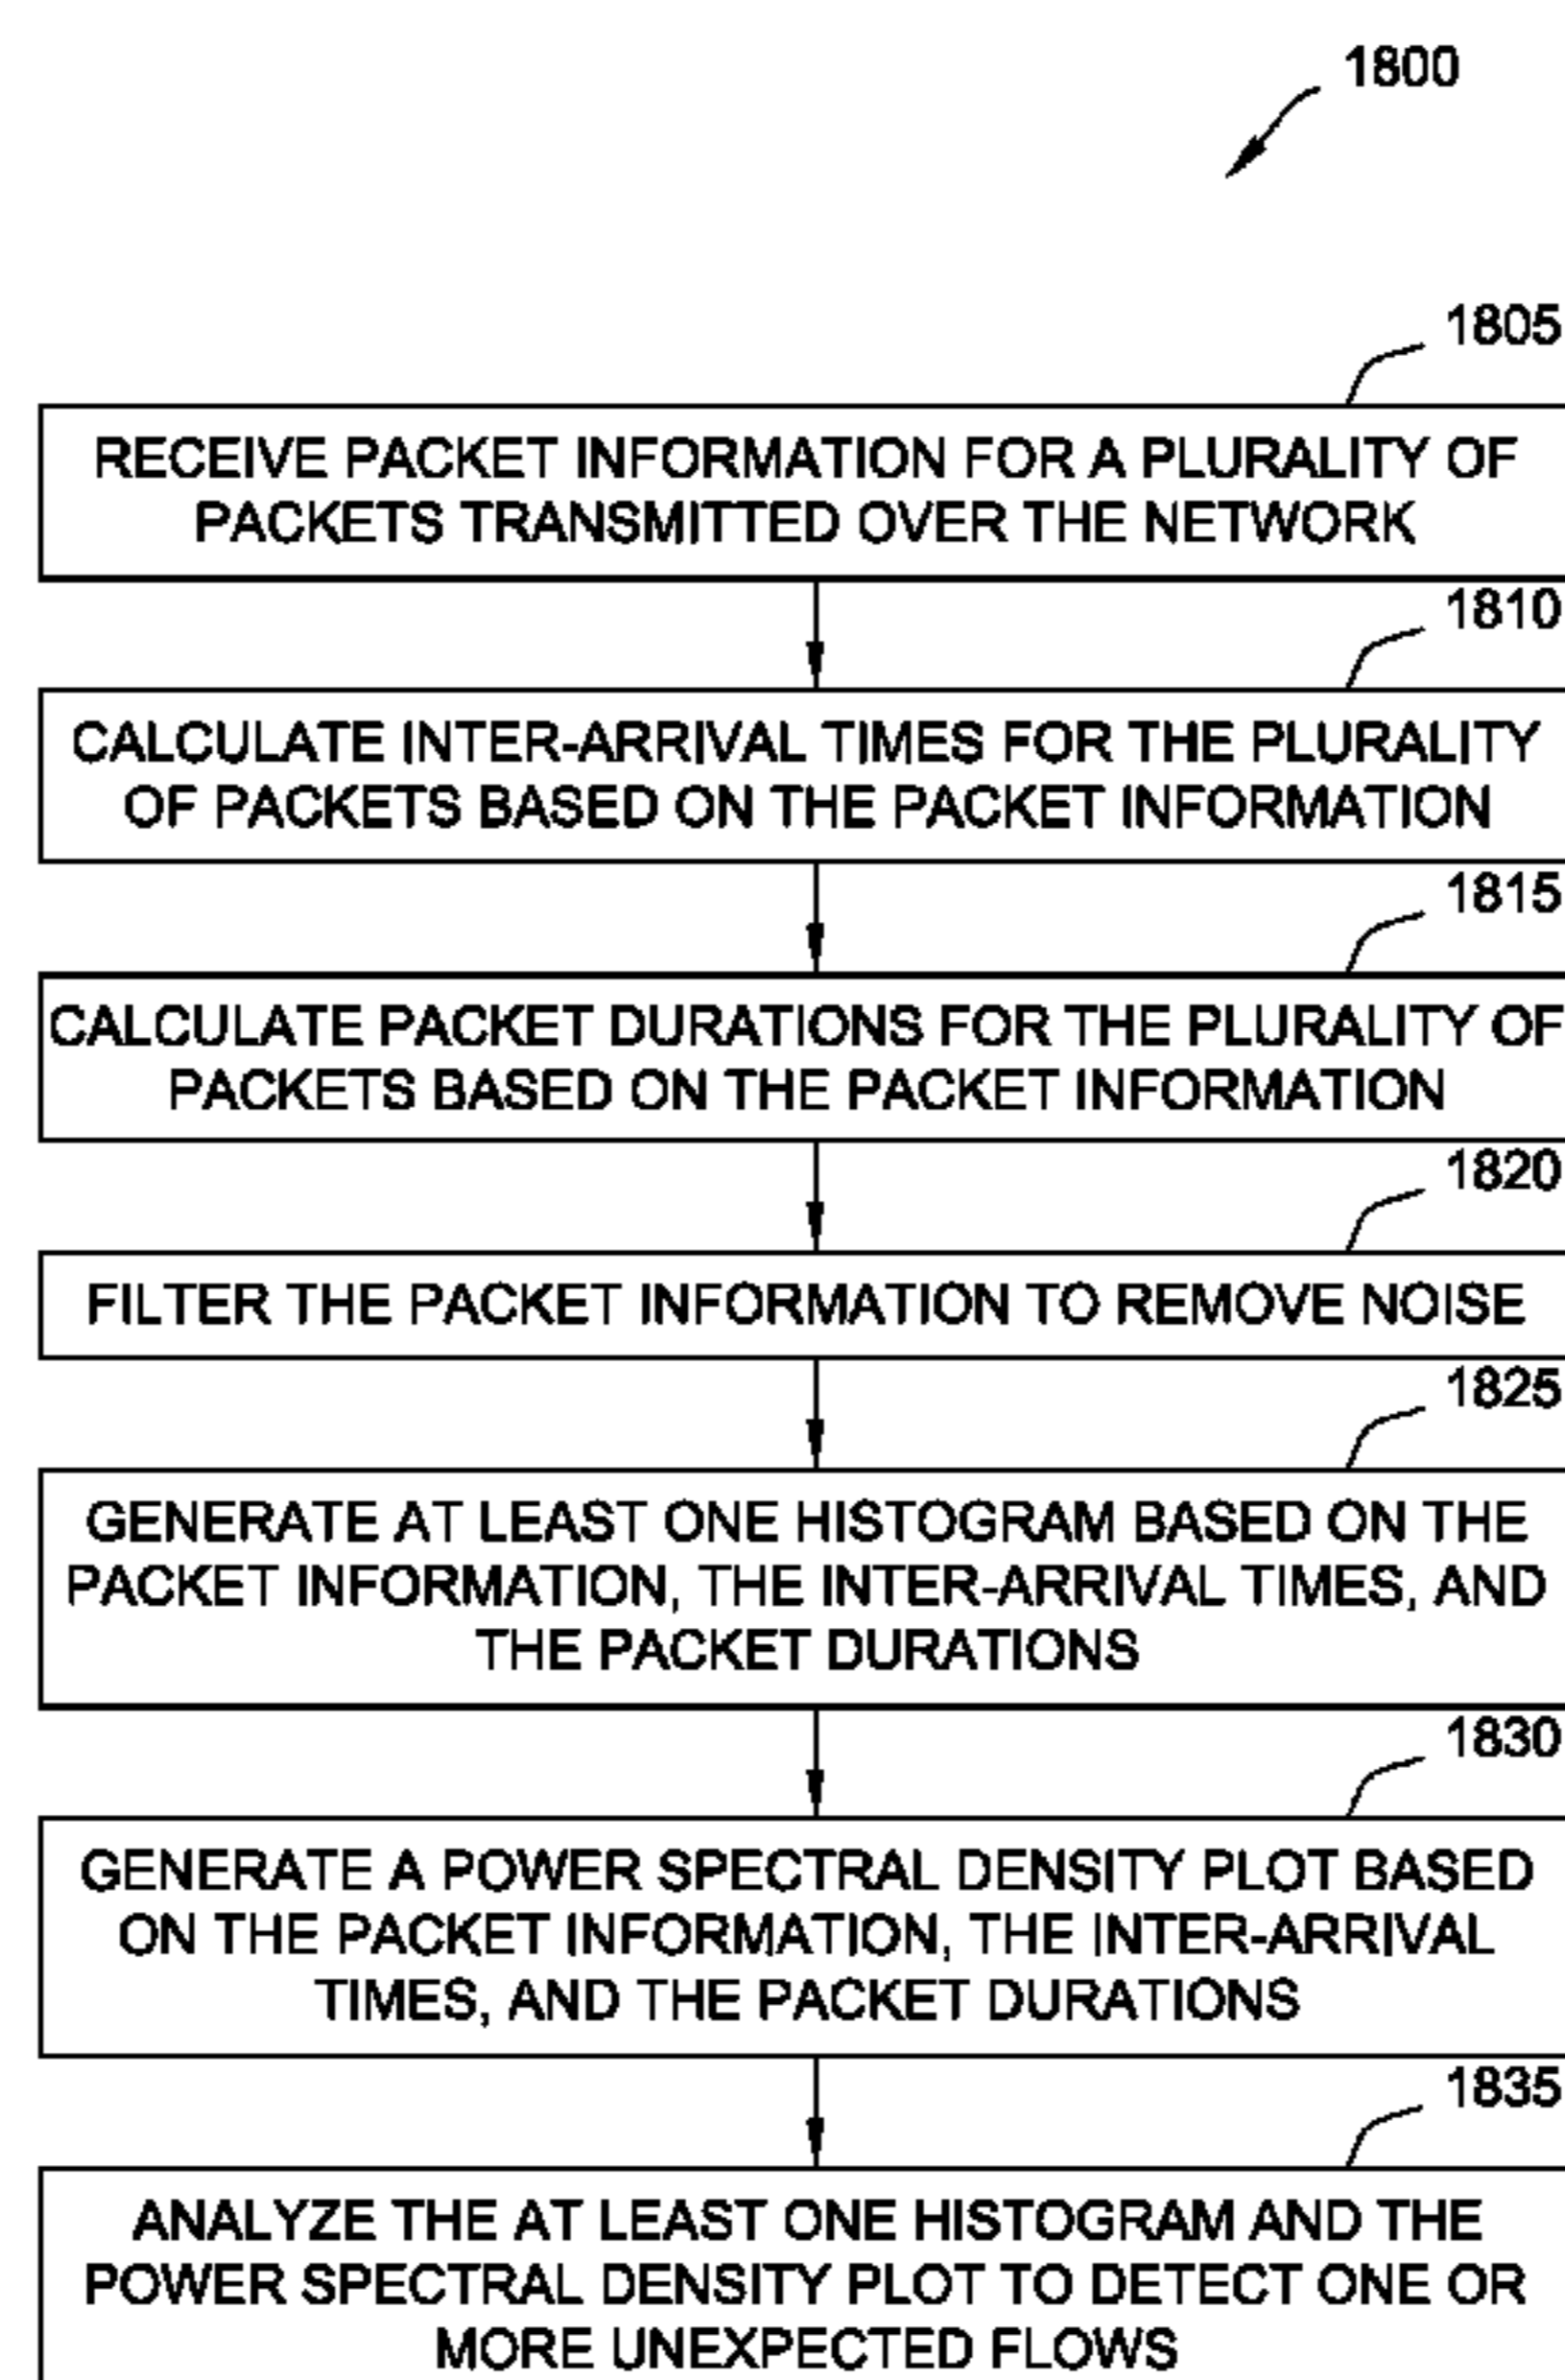 1800
1805
RECEIVE PACKET INFORMATION FOR A PLURALITY OF
PACKETS TRANSMITTED OVER THE NETWORK
1810
CALCULATE INTER-ARRIVAL TIMES FOR THE PLURALITY
OF PACKETS BASED ON THE PACKET INFORMATION
1815
CALCULATE PACKET DURATIONS FOR THE PLURALITY OF
PACKETS BASED ON THE PACKET INFORMATION
1820
FILTER THE PACKET INFORMATION TO REMOVE NOISE
1825
GENERATE AT LEAST ONE HISTOGRAM BASED ON THE
PACKET INFORMATION, THE INTER-ARRIVAL TIMES, AND
THE PACKET DURATIONS
1830
GENERATE A POWER SPECTRAL DENSITY PLOT BASED
ON THE PACKET INFORMATION, THE INTER-ARRIVAL
TIMES, AND THE PACKET DURATIONS
1835
ANALYZE THE AT LEAST ONE HISTOGRAM AND THE
POWER SPECTRAL DENSITY PLOT TO DETECT ONE OR
MORE UNEXPECTED FLOWS